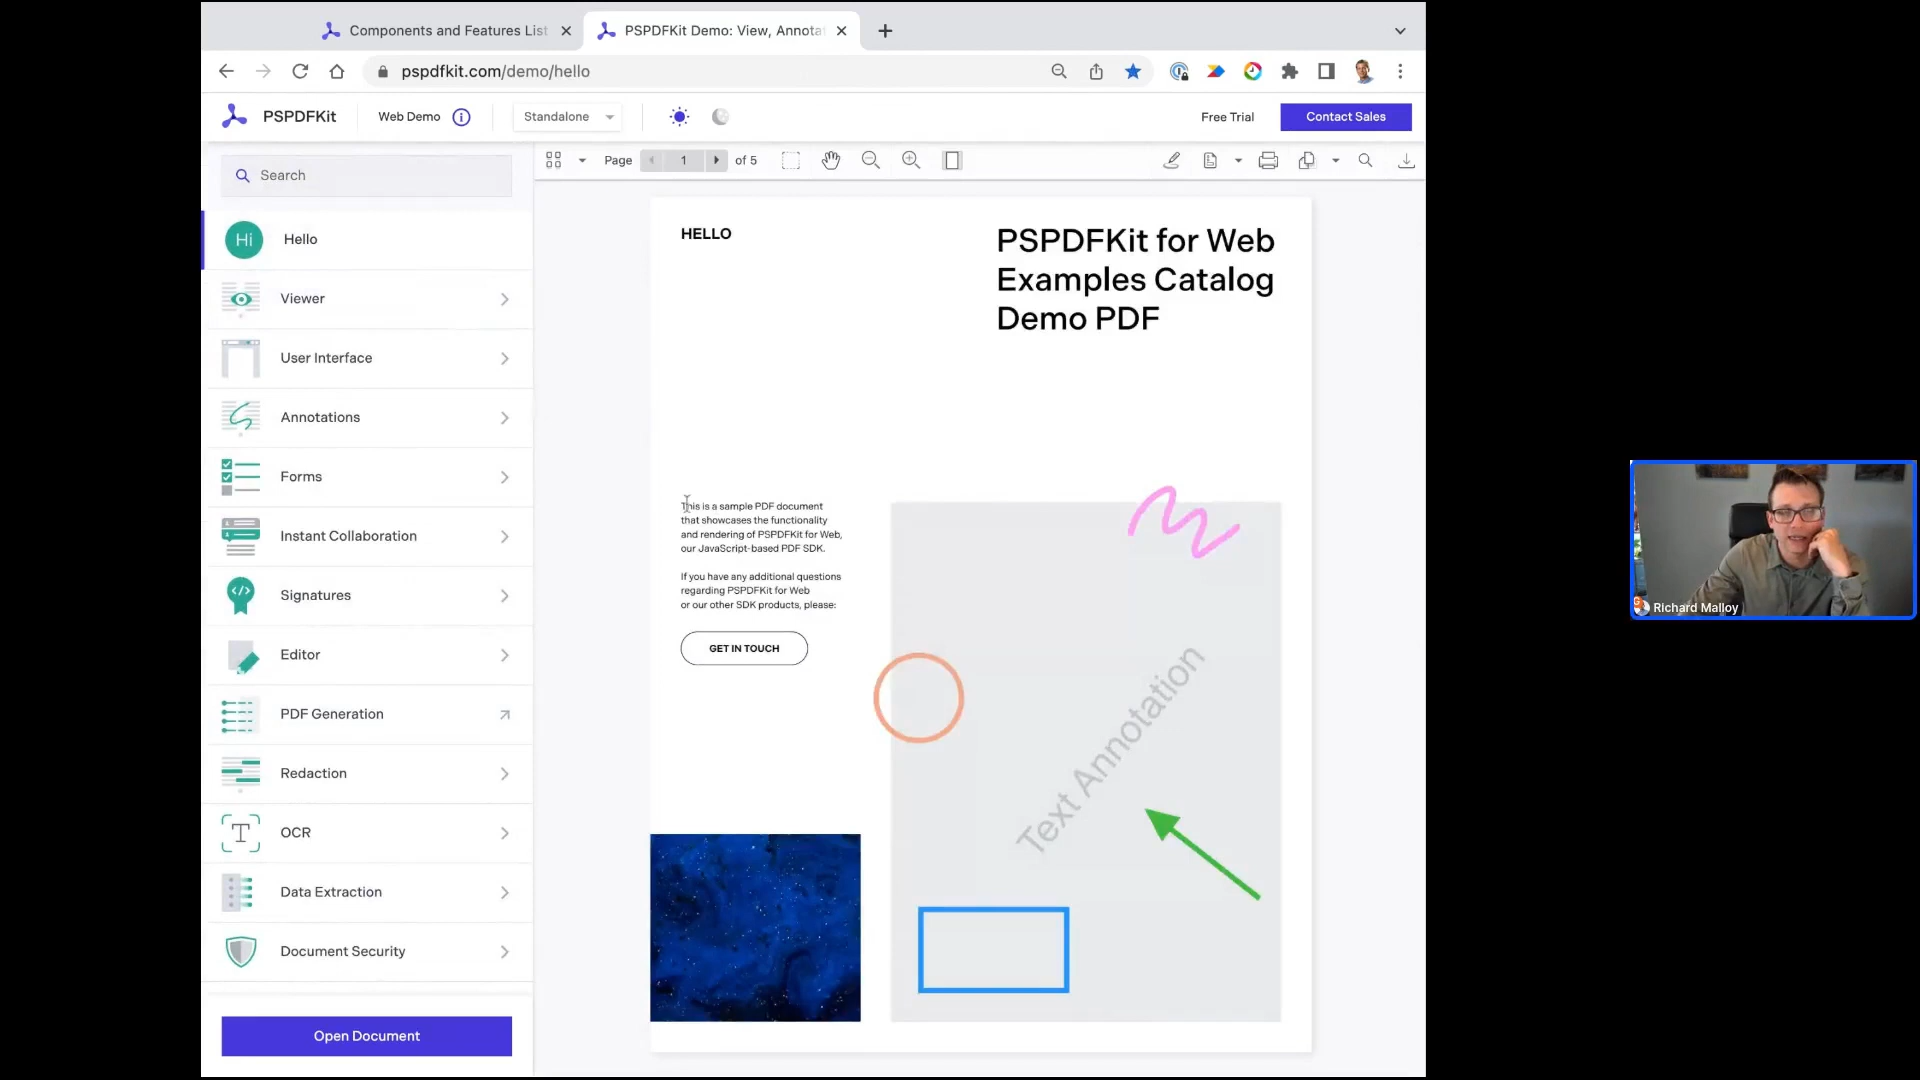 Components and Features List
PSPDFKit Demo: View, Annota
pspdfkit.com/demo/hello
PSPDFKit
Web Demo
Standalone
Free Trial
Contact Sales
Search
Page
1
of 5
Hi
Hello
Viewer
User Interface
Annotations
Forms
Instant Collaboration
Signatures
Editor
PDF Generation
Redaction
T
OCR
Data Extraction
Document Security
Open Document
HELLO
PSPDFKit for Web
Examples Catalog
Demo PDF
This is a sample PDF document
that showcases the functionality
and rendering of PSPDFKit for Web,
our JavaScript-based PDF SDK.
If you have any additional questions
regarding PSPDFKit for Web
or our other SDK products, please:
GET IN TOUCH
Text Annotation
Richard Malloy